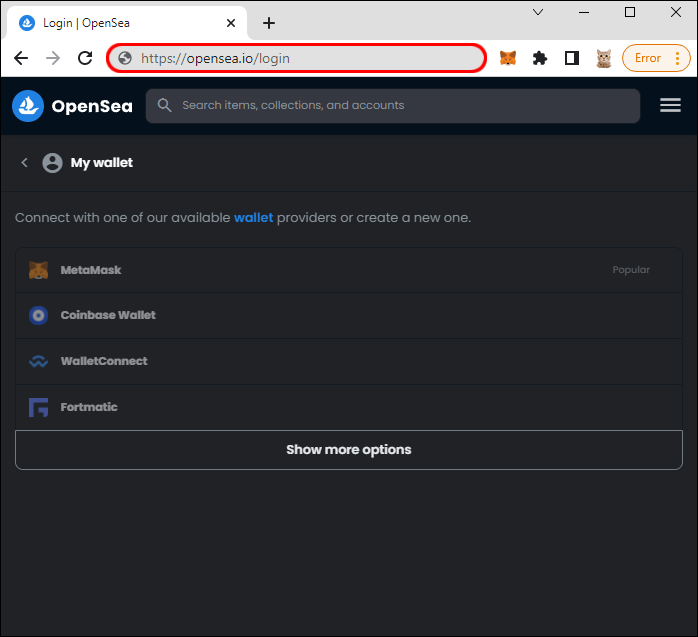 Login | OpenSea
https://opensea.io/login
Error
OpenSea
Search items, collections, and accounts
My wallet
Connect with one of our available wallet providers or create a new one.
MetaMask
Popular
Coinbase Wallet
WalletConnect
Fortmatic
Show more options